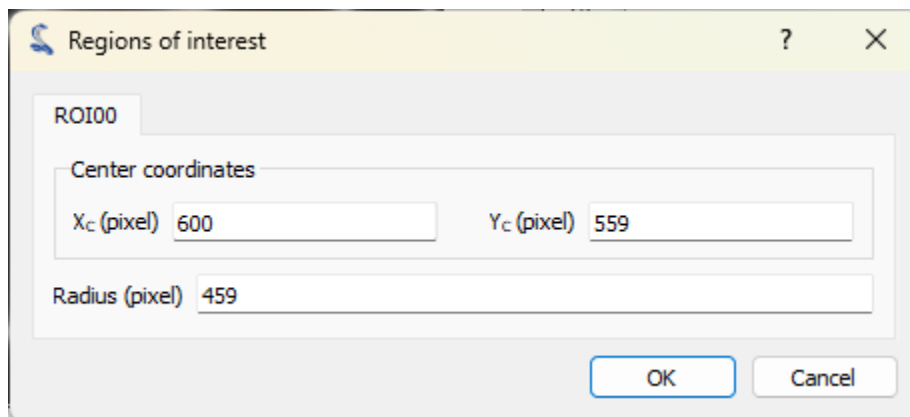 Regions of interest ? ×
ROI00
Center coordinates
XC (pixel) 600 YC (pixel) 559
Radius (pixel) 459
OK Cancel